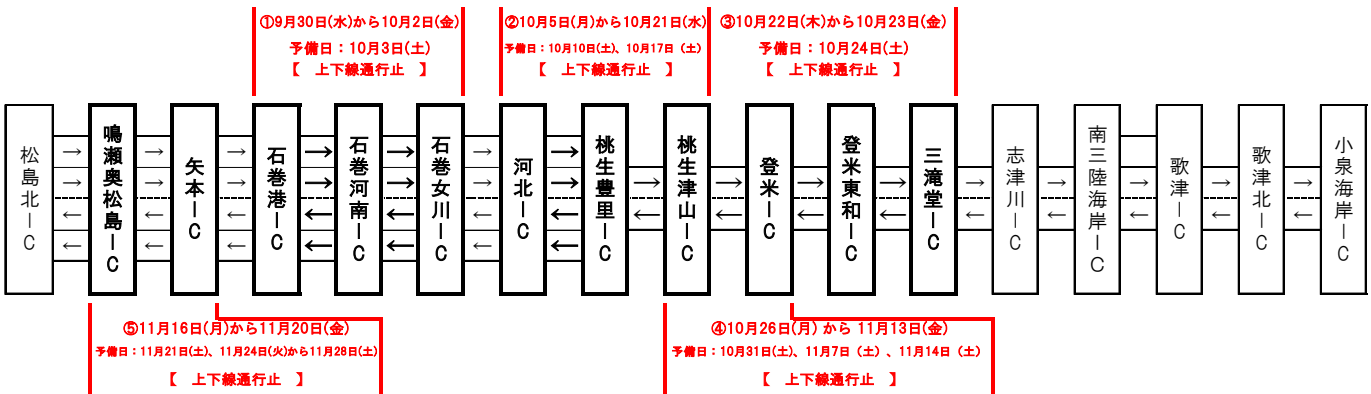 ①9月30日(水)から10月2日(金)
予備日：10月3日(土)
【　上下線通行止　】
②10月5日(月)から10月21日(水)
予備日：10月10日(土)、10月17日（土）
【　上下線通行止　】
③10月22日(木)から10月23日(金)
予備日：10月24日(土)
【　上下線通行止　】
松島北ＩＣ
鳴瀬奥松島ＩＣ
矢本ＩＣ
石巻港ＩＣ
石巻河南ＩＣ
石巻女川ＩＣ
河北ＩＣ
桃生豊里ＩＣ
桃生津山ＩＣ
登米ＩＣ
登米東和ＩＣ
三滝堂ＩＣ
志津川ＩＣ
南三陸海岸ＩＣ
歌津ＩＣ
歌津北ＩＣ
小泉海岸ＩＣ
⑤11月16日(月)から11月20日(金)
予備日：11月21日(土)、11月24日(火)から11月28日(土)
【　上下線通行止　】
④10月26日(月) から 11月13日(金)
予備日：10月31日(土)、11月7日（土）、11月14日（土）
【　上下線通行止　】